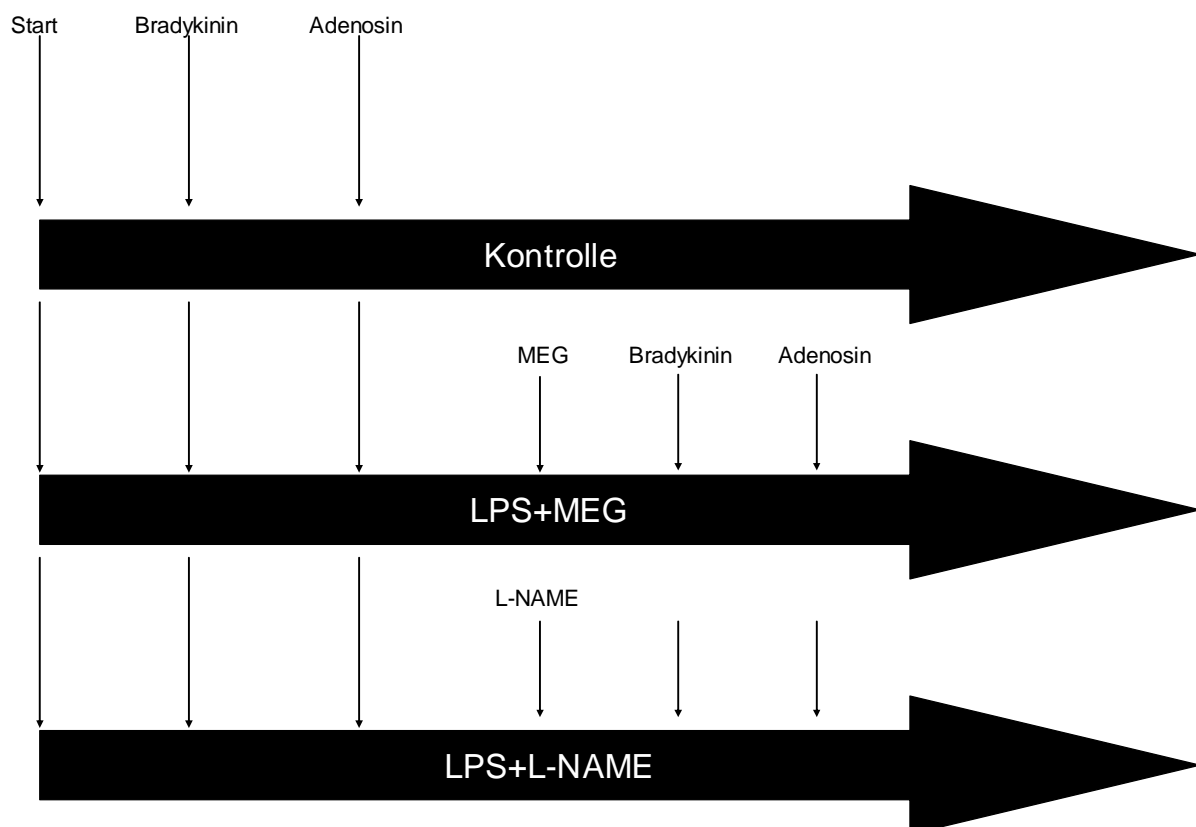 Start Bradykinin Adenosin
Kontrolle
MEG Bradykinin Adenosin
LPS+MEG
L-NAME
LPS+L-NAME